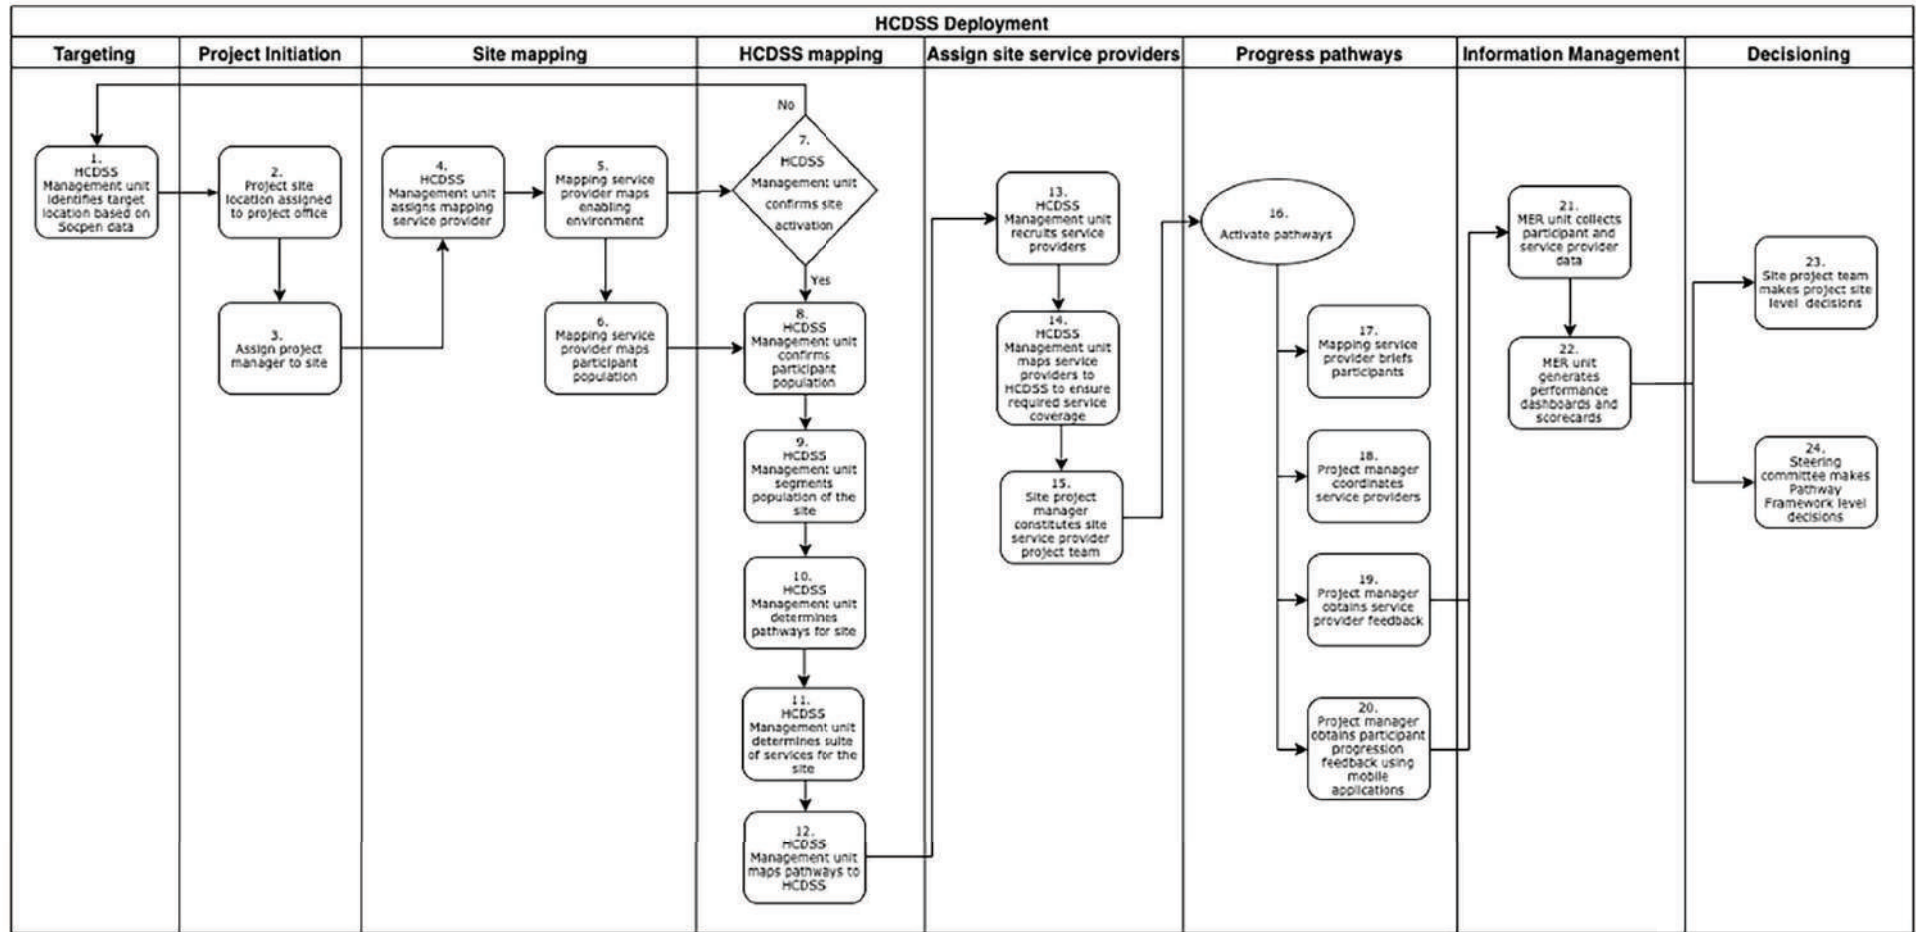 HCDSS Deployment
Targeting
Project Initiation
Site mapping
HCDSS mapping
Assign site service providers
Progress pathways
Information Management
Decisioning
1.
HCDSS
Management unit
identifies target
location based on
Socpen data
2.
Project site
location assigned
to project office
3.
Assign project
manager to site
4.
HCDSS
Management unit
assigns mapping
service provider
5.
Mapping service
provider maps
enabling
environment
6.
Mapping service
provider maps
participant
population
No
7.
HCDSS
Management unit
confirms site
activation
Yes
8.
HCDSS
Management unit
confirms
participant
population
9.
HCDSS
Management unit
segments
population of the
site
10.
HCDSS
Management unit
determines
pathways for site
11.
HCDSS
Management unit
determines suite
of services for the
site
12.
HCDSS
Management unit
maps pathways to
HCDSS
13.
HCDSS
Management unit
recruits service
providers
14.
HCDSS
Management unit
maps service
providers to
HCDSS to ensure
required service
coverage
15.
Site project
manager
constitutes site
service provider
project team
16.
Activate pathways
17.
Mapping service
provider briefs
participants
18.
Project manager
coordinates
service providers
19.
Project manager
obtains service
provider feedback
20.
Project manager
obtains participant
progression
feedback using
mobile
applications
21.
MER unit collects
participant and
service provider
data
22.
MER unit
generates
performance
dashboards and
scorecards
23.
Site project team
makes project site
level decisions
24.
Steering
committee makes
Pathway
Framework level
decisions